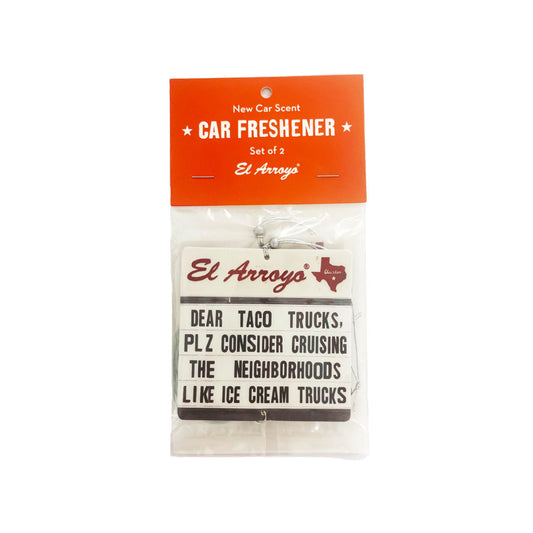 New Car Scent
★ CAR FRESHENER ★
Set of 2
El Arroyo®
El Arroyo®
DEAR TACO TRUCKS,
PLZ CONSIDER CRUISING
THE NEIGHBORHOODS
LIKE ICE CREAM TRUCKS